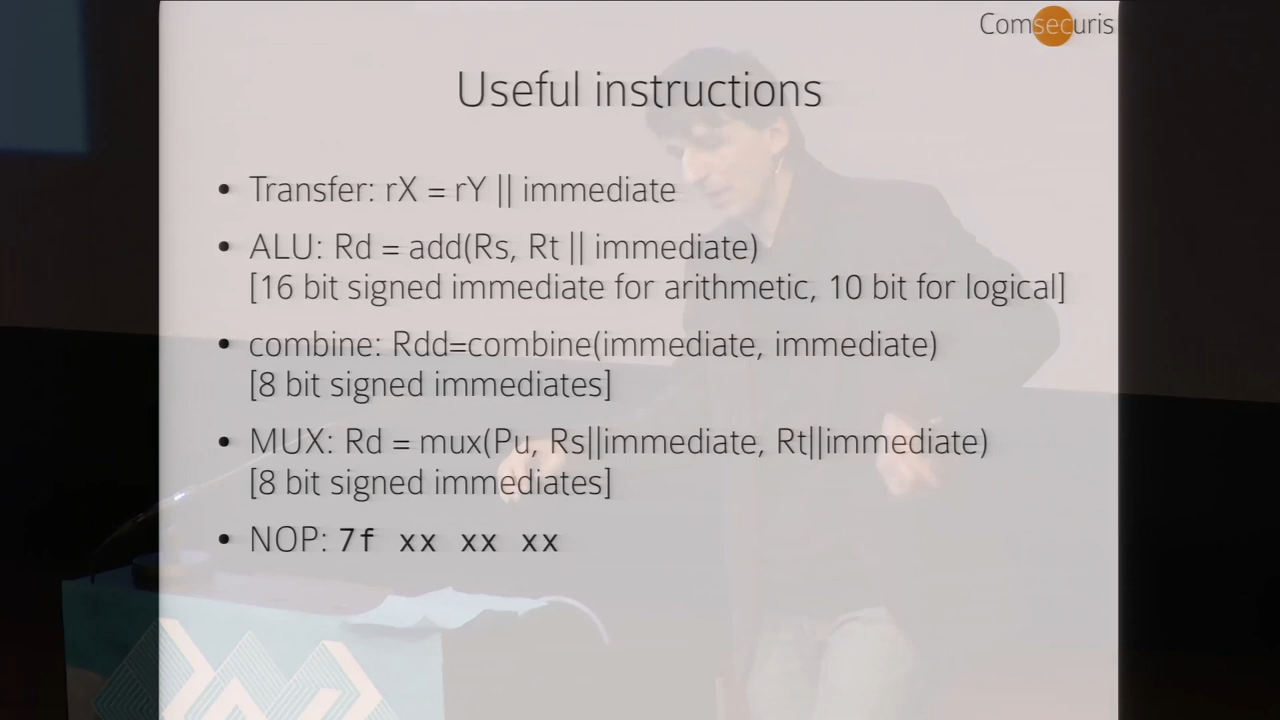 Comsecuris
Useful instructions
• Transfer: rX = rY || immediate
• ALU: Rd = add(Rs, Rt || immediate)
[16 bit signed immediate for arithmetic, 10 bit for logical]
• combine: Rdd=combine(immediate, immediate)
[8 bit signed immediates]
• MUX: Rd = mux(Pu, Rs||immediate, Rt||immediate)
[8 bit signed immediates]
• NOP: 7f xx xx xx